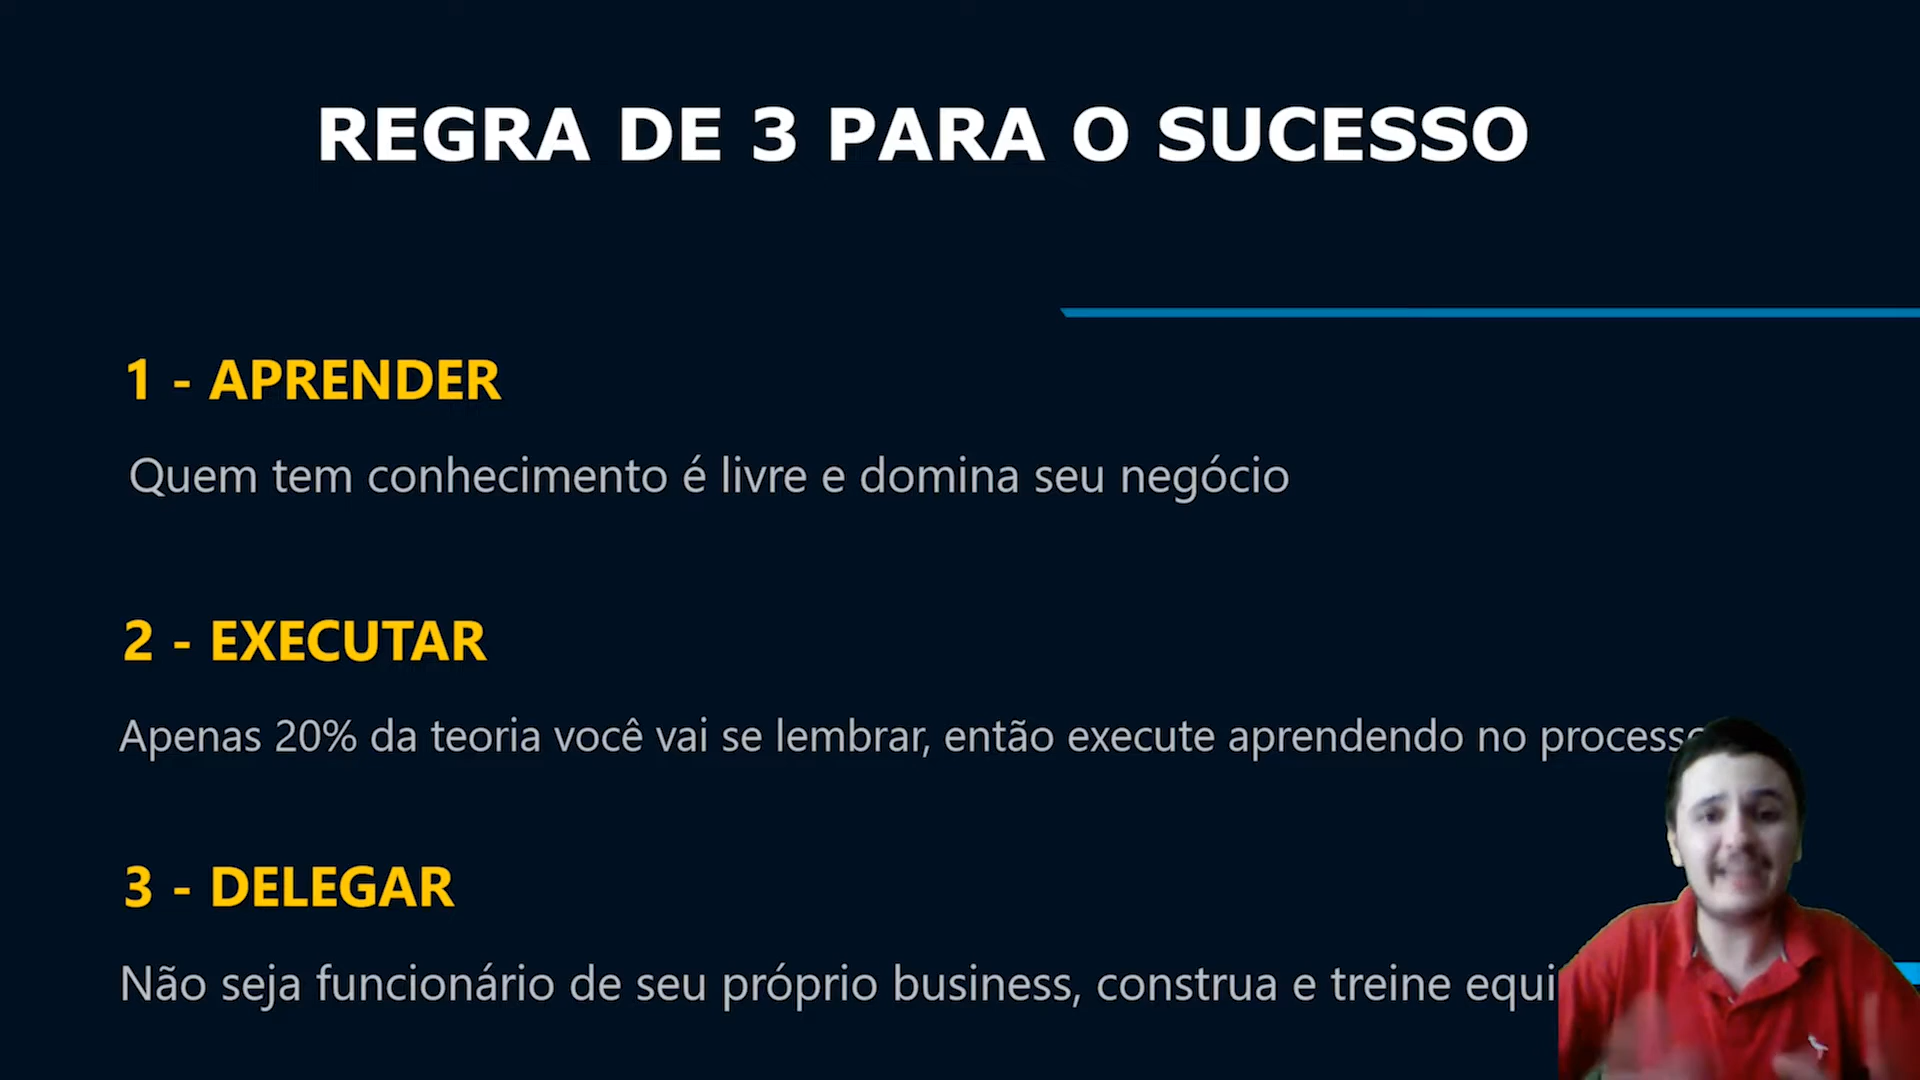 REGRA DE 3 PARA O SUCESSO
1 - APRENDER
Quem tem conhecimento é livre e domina seu negócio
2 - EXECUTAR
Apenas 20% da teoria você vai se lembrar, então execute aprendendo no processo
3 - DELEGAR
Não seja funcionário de seu próprio business, construa e treine